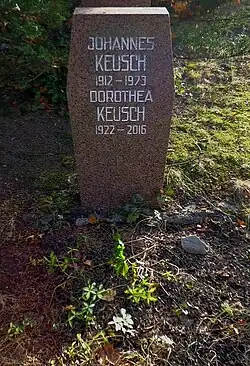 JOHANNES
KEUSCH
1912 – 1973
DOROTHEA
KEUSCH
1922 – 2016